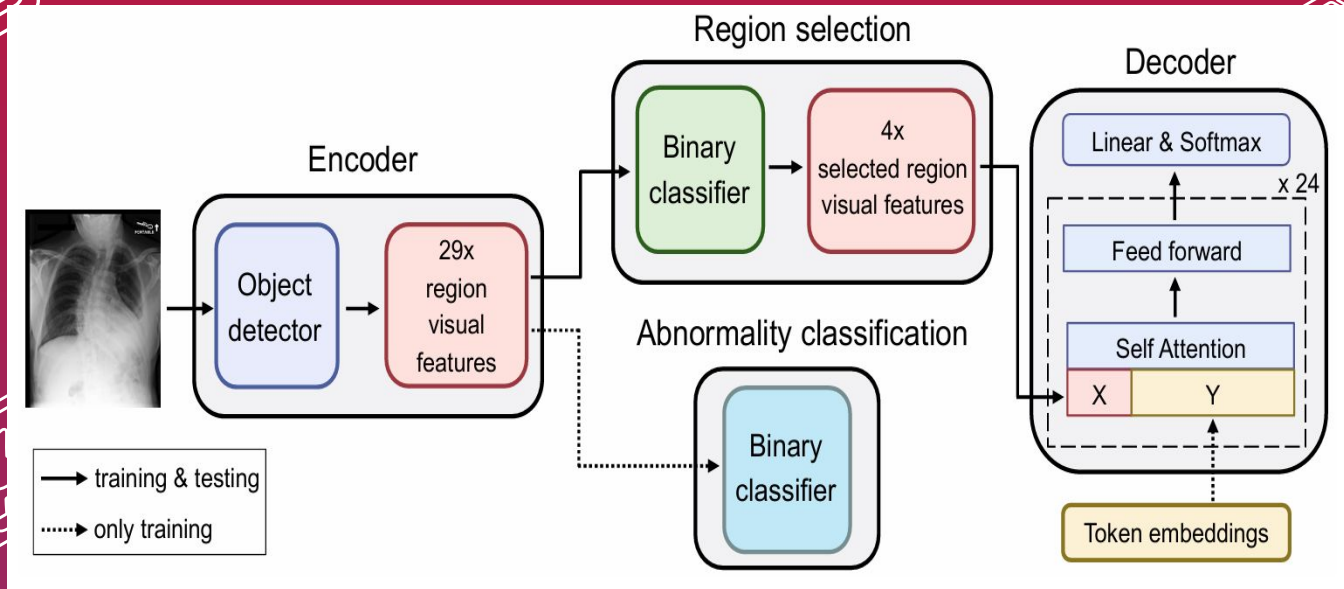 Region selection
Decoder
Encoder
Binary
classifier
4x
selected region
visual features
Linear & Softmax
x 24
Feed forward
Self Attention
X
Y
Token embeddings
Object
detector
29x
region
visual
features
PORTABLE
Abnormality classification
Binary
classifier
training & testing
only training